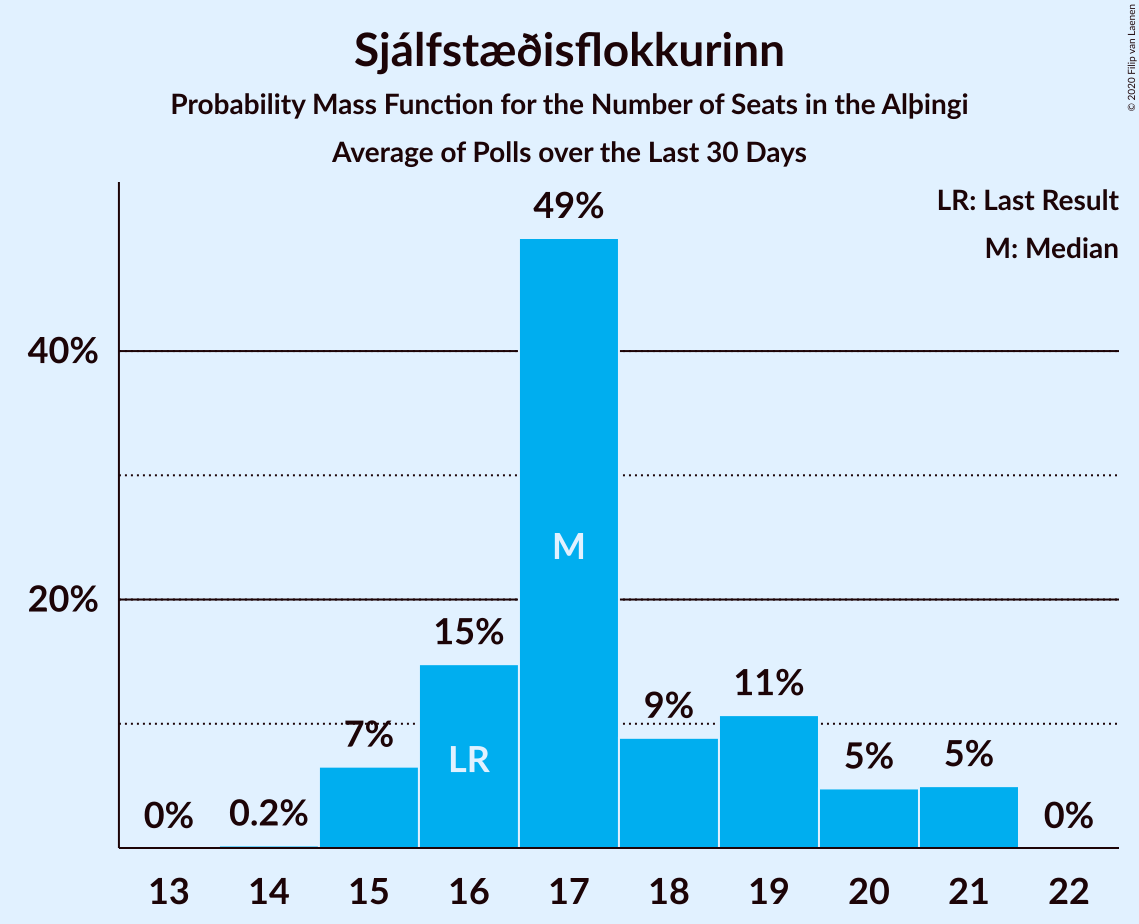 Sjálfstæðisflokkurinn
Probability Mass Function for the Number of Seats in the Alþingi
Average of Polls over the Last 30 Days
© 2020 Filip van Laenen
LR: Last Result
M: Median
40%
20%
0%
0.2%
7%
15%
49%
9%
11%
5%
5%
0%
LR
M
13 14 15 16 17 18 19 20 21 22